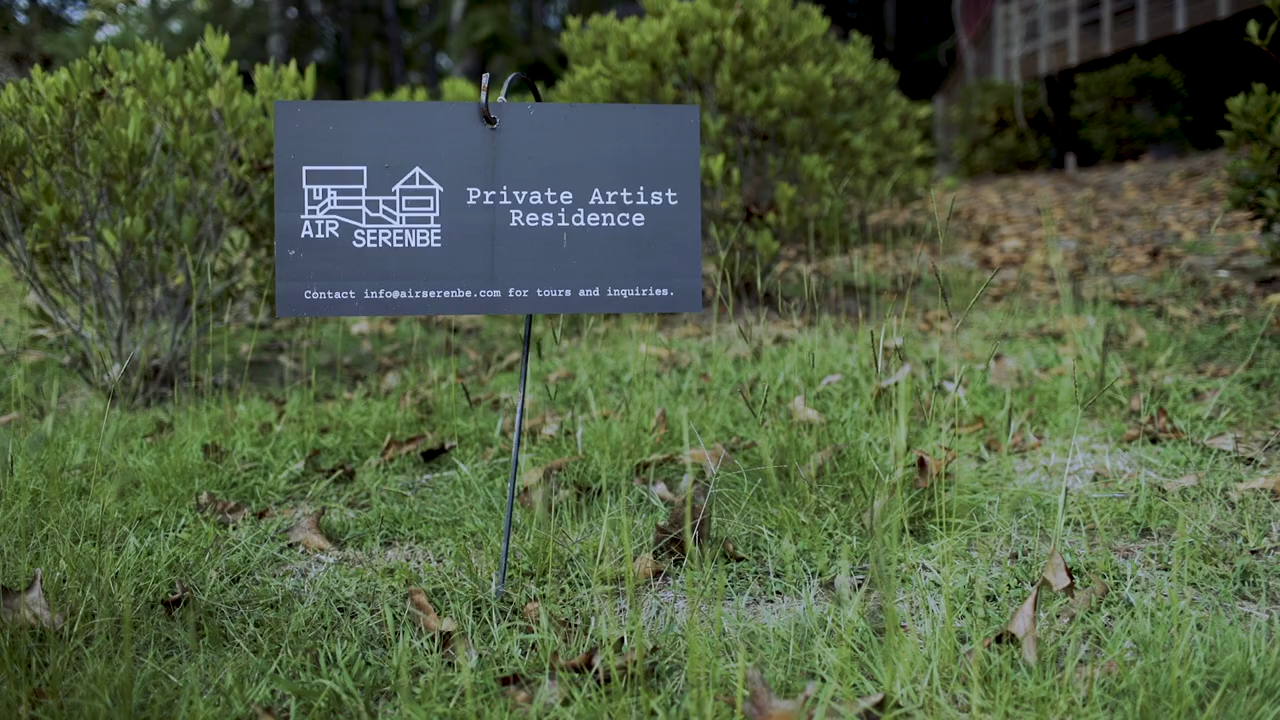 AIR SERENBE
Private Artist
Residence
Contact info@airserenbe.com for tours and inquiries.